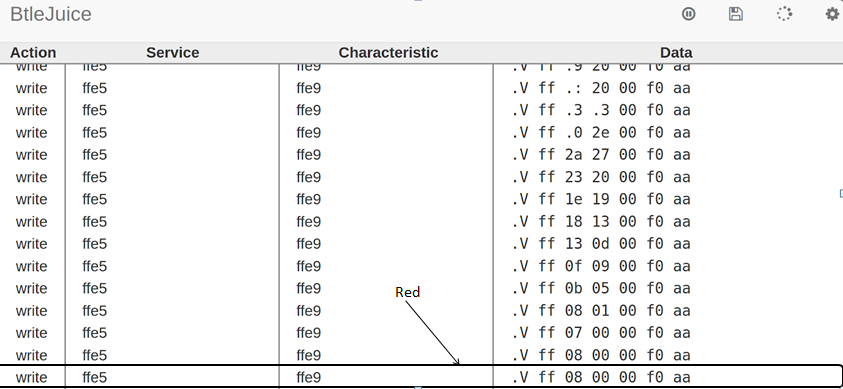 BtleJuice
Action Service Characteristic Data
write ffe5 ffe9 .V ff .9 20 00 f0 aa
write ffe5 ffe9 .V ff .: 20 00 f0 aa
write ffe5 ffe9 .V ff .3 .3 00 f0 aa
write ffe5 ffe9 .V ff .0 2e 00 f0 aa
write ffe5 ffe9 .V ff 2a 27 00 f0 aa
write ffe5 ffe9 .V ff 23 20 00 f0 aa
write ffe5 ffe9 .V ff 1e 19 00 f0 aa
write ffe5 ffe9 .V ff 18 13 00 f0 aa
write ffe5 ffe9 .V ff 13 0d 00 f0 aa
write ffe5 ffe9 .V ff 0f 09 00 f0 aa
write ffe5 ffe9 .V ff 0b 05 00 f0 aa
Red
write ffe5 ffe9 .V ff 08 01 00 f0 aa
write ffe5 ffe9 .V ff 07 00 00 f0 aa
write ffe5 ffe9 .V ff 08 00 00 f0 aa
write ffe5 ffe9 .V ff 08 00 00 f0 aa